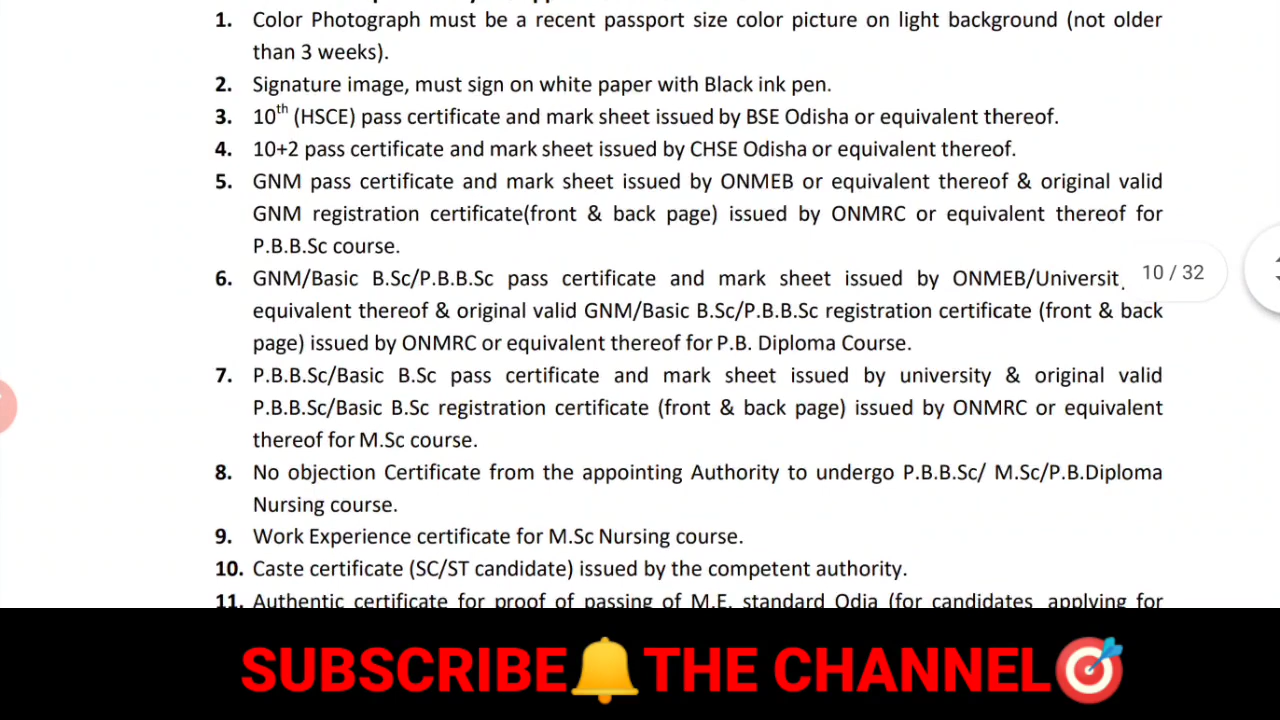 1. Color Photograph must be a recent passport size color picture on light background (not older
than 3 weeks).
2. Signature image, must sign on white paper with Black ink pen.
3. 10th (HSCE) pass certificate and mark sheet issued by BSE Odisha or equivalent thereof.
4. 10+2 pass certificate and mark sheet issued by CHSE Odisha or equivalent thereof.
5. GNM pass certificate and mark sheet issued by ONMEB or equivalent thereof & original valid
GNM registration certificate(front & back page) issued by ONMRC or equivalent thereof for
P.B.B.Sc course.
6. GNM/Basic B.Sc/P.B.B.Sc pass certificate and mark sheet issued by ONMEB/Universit
10 / 32
equivalent thereof & original valid GNM/Basic B.Sc/P.B.B.Sc registration certificate (front & back
page) issued by ONMRC or equivalent thereof for P.B. Diploma Course.
7. P.B.B.Sc/Basic B.Sc pass certificate and mark sheet issued by university & original valid
P.B.B.Sc/Basic B.Sc registration certificate (front & back page) issued by ONMRC or equivalent
thereof for M.Sc course.
8. No objection Certificate from the appointing Authority to undergo P.B.B.Sc/ M.Sc/P.B.Diploma
Nursing course.
9. Work Experience certificate for M.Sc Nursing course.
10. Caste certificate (SC/ST candidate) issued by the competent authority.
11. Authentic certificate for proof of passing of M.E. standard Odia (for candidates applying for
SUBSCRIBE THE CHANNEL